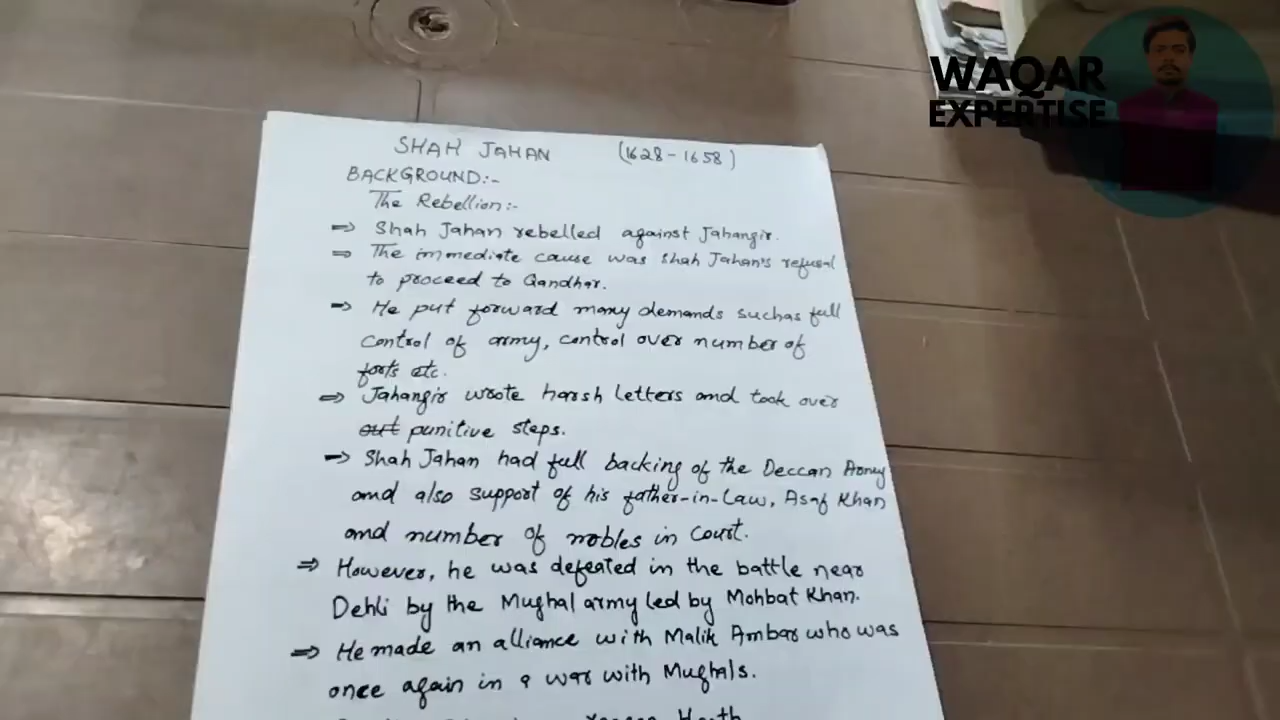 WAQAR
EXPERTISE
SHAH JAHAN (1628-1658)
BACKGROUND:-
The Rebellion:-
⇒ Shah Jahan rebelled against Jahangir.
⇒ The immediate cause was Shah Jahan's refusal
to proceed to Qandhar.
⇒ He put forward many demands such as full
control of army, control over number of
forts etc.
⇒ Jahangir wrote harsh letters and took over
out punitive steps.
⇒ Shah Jahan had full backing of the Deccan Army
and also support of his father-in-law, Asaf Khan
and number of nobles in court.
⇒ However, he was defeated in the battle near
Dehli by the Mughal army led by Mohbat Khan.
⇒ He made an alliance with Malik Ambar who was
once again in a war with Mughals.